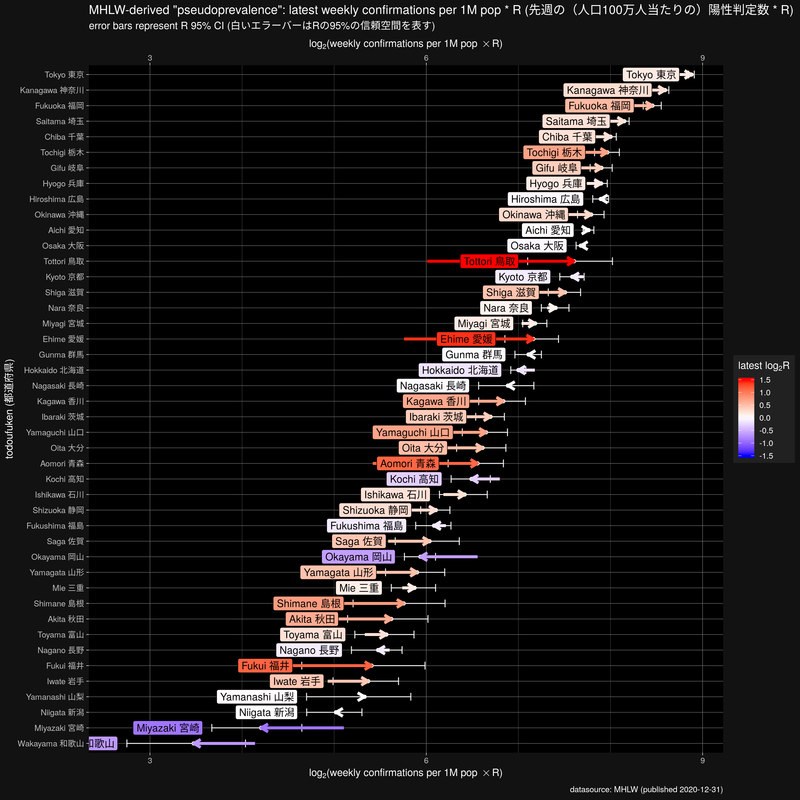 MHLW-derived "pseudoprevalence": latest weekly confirmations per 1M pop * R (先週の（人口100万人当たりの）陽性判定数 * R)
error bars represent R 95% CI (白いエラーバーはRの95%の信頼空間を表す)
log2(weekly confirmations per 1M pop × R)
3 6 9
Tokyo 東京 Tokyo 東京
Kanagawa 神奈川 Kanagawa 神奈川
Fukuoka 福岡 Fukuoka 福岡
Saitama 埼玉 Saitama 埼玉
Chiba 千葉 Chiba 千葉
Tochigi 栃木 Tochigi 栃木
Gifu 岐阜 Gifu 岐阜
Hyogo 兵庫 Hyogo 兵庫
Hiroshima 広島 Hiroshima 広島
Okinawa 沖縄 Okinawa 沖縄
Aichi 愛知 Aichi 愛知
Osaka 大阪 Osaka 大阪
Tottori 鳥取 Tottori 鳥取
Kyoto 京都 Kyoto 京都
Shiga 滋賀 Shiga 滋賀
Nara 奈良 Nara 奈良
Miyagi 宮城 Miyagi 宮城
Ehime 愛媛 Ehime 愛媛
Gunma 群馬 Gunma 群馬
Hokkaido 北海道 Hokkaido 北海道
Nagasaki 長崎 Nagasaki 長崎
Kagawa 香川 Kagawa 香川
Ibaraki 茨城 Ibaraki 茨城
Yamaguchi 山口 Yamaguchi 山口
Oita 大分 Oita 大分
Aomori 青森 Aomori 青森
Kochi 高知 Kochi 高知
Ishikawa 石川 Ishikawa 石川
Shizuoka 静岡 Shizuoka 静岡
Fukushima 福島 Fukushima 福島
Saga 佐賀 Saga 佐賀
Okayama 岡山 Okayama 岡山
Yamagata 山形 Yamagata 山形
Mie 三重 Mie 三重
Shimane 島根 Shimane 島根
Akita 秋田 Akita 秋田
Toyama 富山 Toyama 富山
Nagano 長野 Nagano 長野
Fukui 福井 Fukui 福井
Iwate 岩手 Iwate 岩手
Yamanashi 山梨 Yamanashi 山梨
Niigata 新潟 Niigata 新潟
Miyazaki 宮崎 Miyazaki 宮崎
Wakayama 和歌山 和歌山
3 6 9
log2(weekly confirmations per 1M pop × R)
todoufuken (都道府県)
latest log2R
1.5
1.0
0.5
0.0
-0.5
-1.0
-1.5
datasource: MHLW (published 2020-12-31)